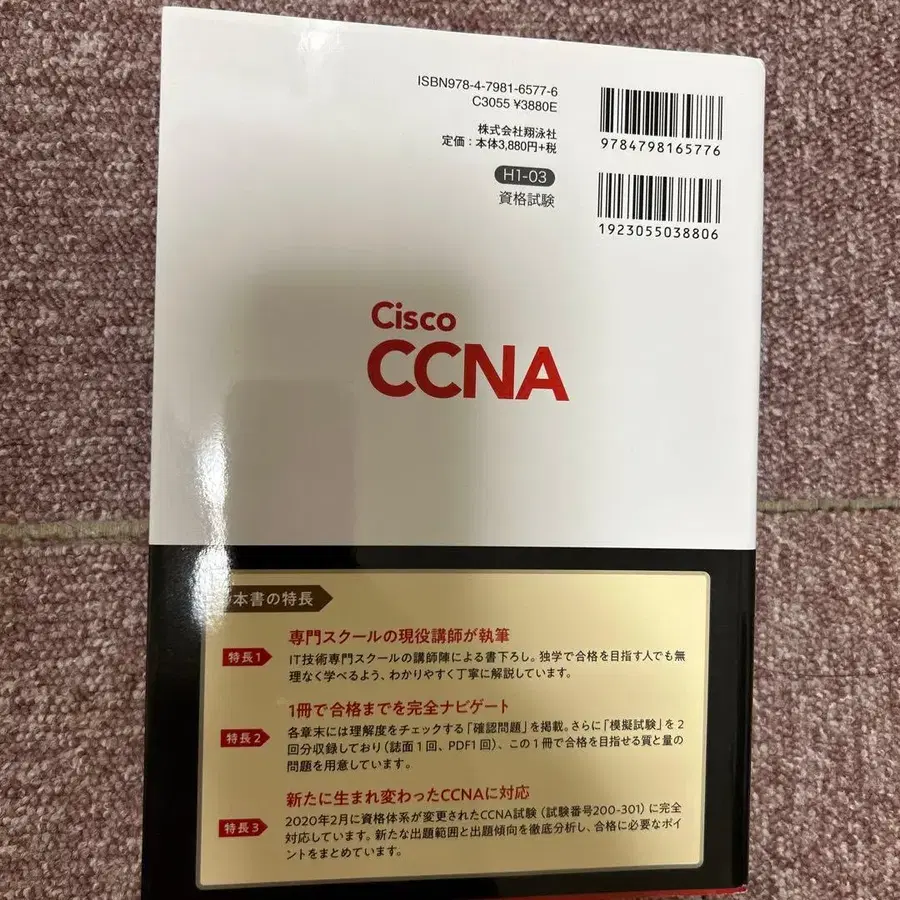 ISBN978-4-7981-6577-6
C3055 ¥3880E
株式会社翔泳社
定価:本体3,880円+税
H1-03
資格試験
9784798165776
1923055038806
Cisco
CCNA
本書の特長
特長1
専門スクールの現役講師が執筆
IT技術専門スクールの講師陣による書下ろし。独学で合格を目指す人でも無
理なく学べるよう、わかりやすく丁寧に解説しています。
特長2
1冊で合格までを完全ナビゲート
各章末には理解度をチェックする「確認問題」を掲載。さらに「模擬試験」を2
回分収録しており(誌面1回、PDF1回)、この1冊で合格を目指せる質と量の
問題を用意しています。
特長3
新たに生まれ変わったCCNAに対応
2020年2月に資格体系が変更されたCCNA試験(試験番号200-301)に完全
対応しています。新たな出題範囲と出題傾向を徹底分析し、合格に必要なポイ
ントをまとめています。